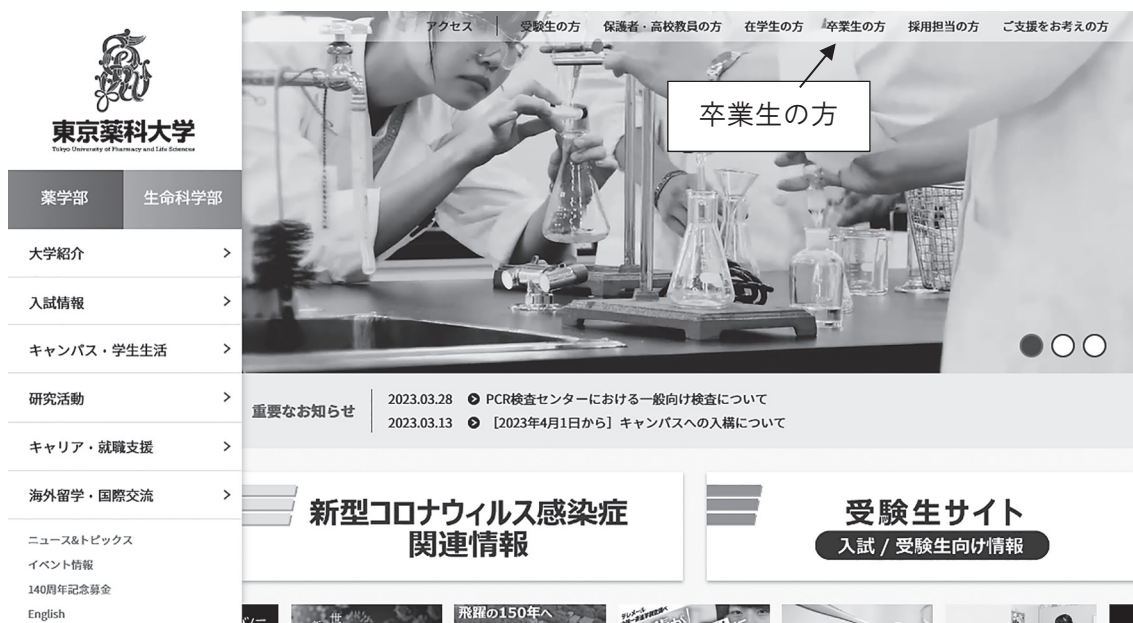 アクセス
受験生の方
保護者・高校教員の方
在学生の方
卒業生の方
採用担当の方
ご支援をお考えの方
卒業生の方
東京薬科大学
Tokyo University of Pharmacy and Life Sciences
薬学部
生命科学部
大学紹介
入試情報
キャンパス・学生生活
研究活動
キャリア・就職支援
海外留学・国際交流
ニュース&トピックス
イベント情報
140周年記念募金
English
重要なお知らせ
2023.03.28 PCR検査センターにおける一般向け検査について
2023.03.13 [2023年4月1日から] キャンパスへの入構について
新型コロナウィルス感染症
関連情報
受験生サイト
入試 / 受験生向け情報
飛躍の150年へ
テレメール